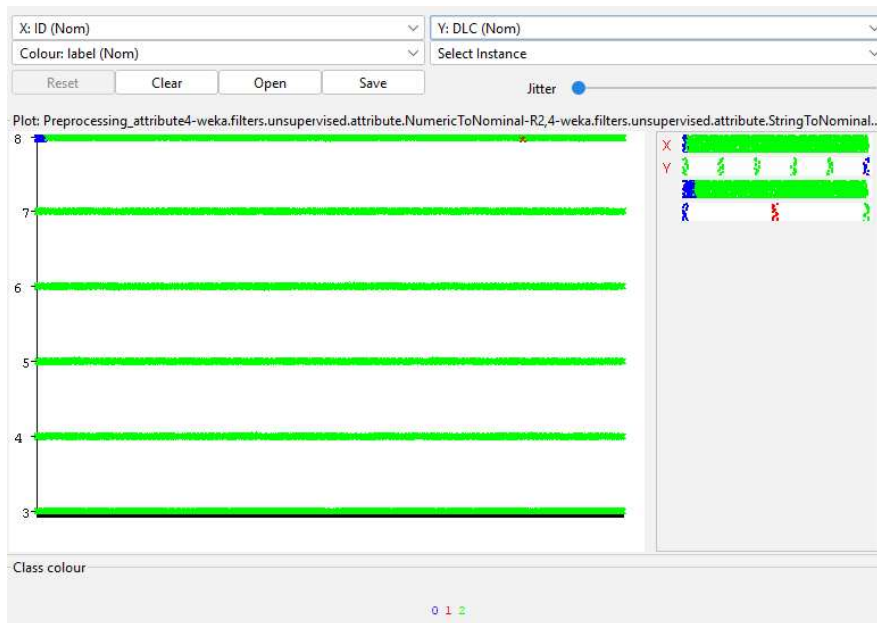 X: ID (Nom) Y: DLC (Nom)
Colour: label (Nom) Select Instance
Reset Clear Open Save Jitter
Plot: Preprocessing_attribute4-weka.filters.unsupervised.attribute.NumericToNominal-R2,4-weka.filters.unsupervised.attribute.StringToNominal...
8
X
Y
7
6
5
4
3
Class colour
0 1 2